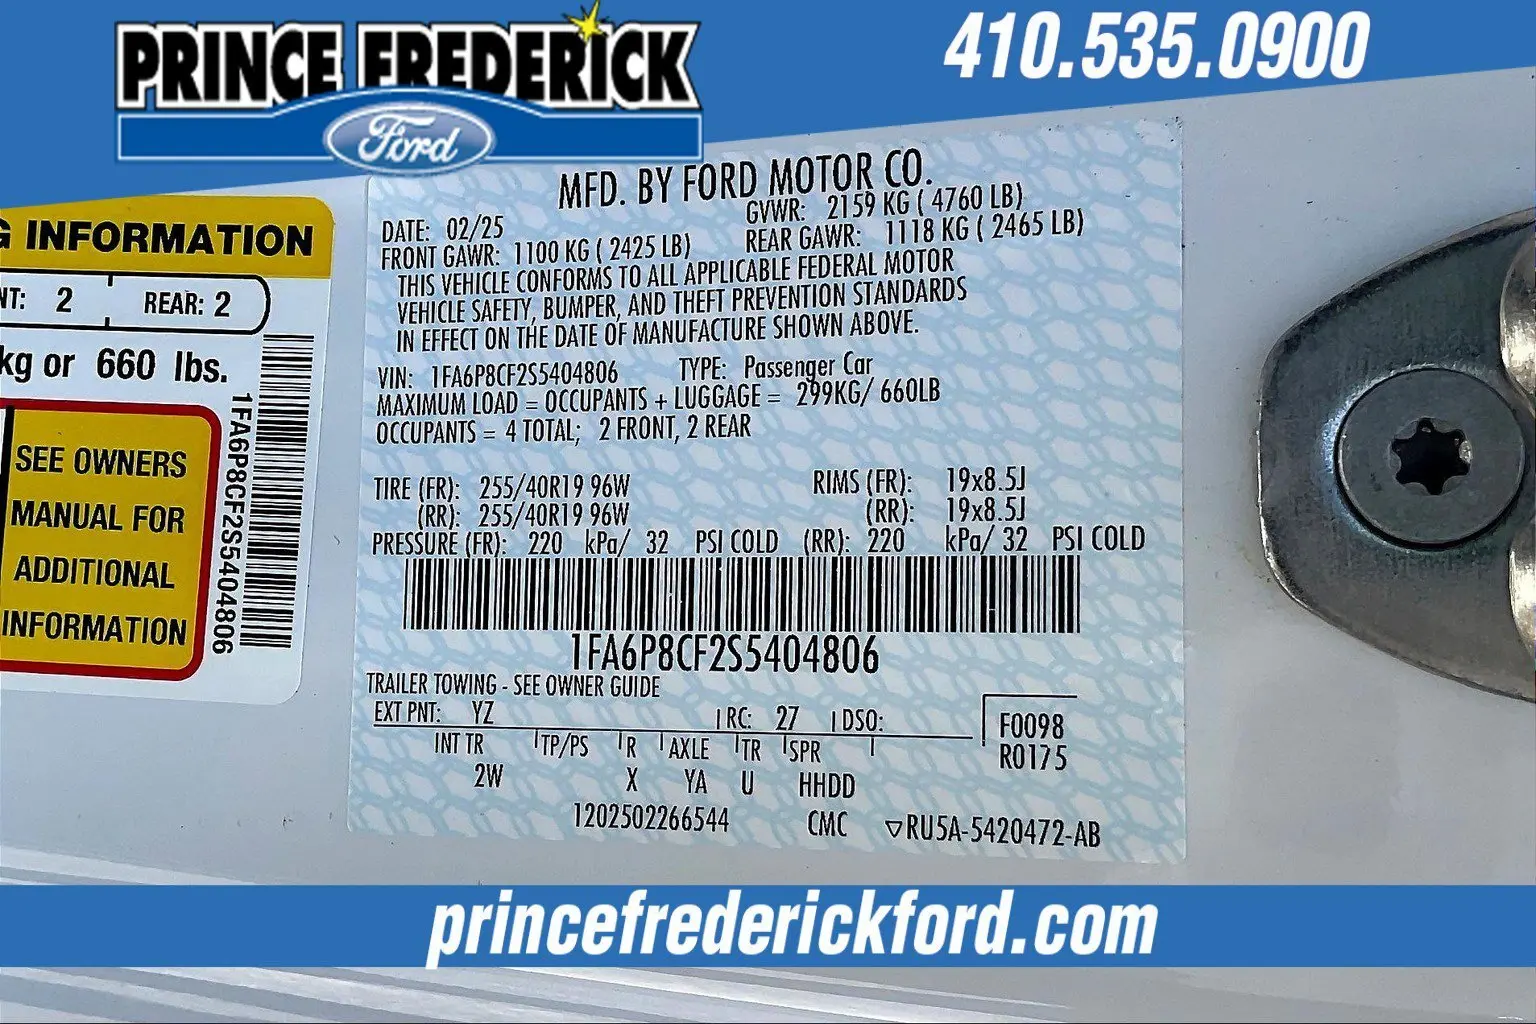 PRINCE FREDERICK
Ford
410.535.0900
G INFORMATION
NT: 2 REAR: 2
kg or 660 lbs.
SEE OWNERS
MANUAL FOR
ADDITIONAL
INFORMATION
1FA6P8CF2S5404806
MFD. BY FORD MOTOR CO.
DATE: 02/25 GVWR: 2159 KG ( 4760 LB)
FRONT GAWR: 1100 KG ( 2425 LB) REAR GAWR: 1118 KG ( 2465 LB)
THIS VEHICLE CONFORMS TO ALL APPLICABLE FEDERAL MOTOR
VEHICLE SAFETY, BUMPER, AND THEFT PREVENTION STANDARDS
IN EFFECT ON THE DATE OF MANUFACTURE SHOWN ABOVE.
VIN: 1FA6P8CF2S5404806 TYPE: Passenger Car
MAXIMUM LOAD = OCCUPANTS + LUGGAGE = 299KG/ 660LB
OCCUPANTS = 4 TOTAL; 2 FRONT, 2 REAR
TIRE (FR): 255/40R19 96W RIMS (FR): 19x8.5J
(RR): 255/40R19 96W (RR): 19x8.5J
PRESSURE (FR): 220 kPa/ 32 PSI COLD (RR): 220 kPa/ 32 PSI COLD
1FA6P8CF2S5404806
TRAILER TOWING - SEE OWNER GUIDE
EXT PNT: YZ RC: 27 DSO: F0098
INT TR TP/PS R AXLE TR SPR R0175
2W X YA U HHDD
1202502266544 CMC ▽RU5A-5420472-AB
princefrederickford.com